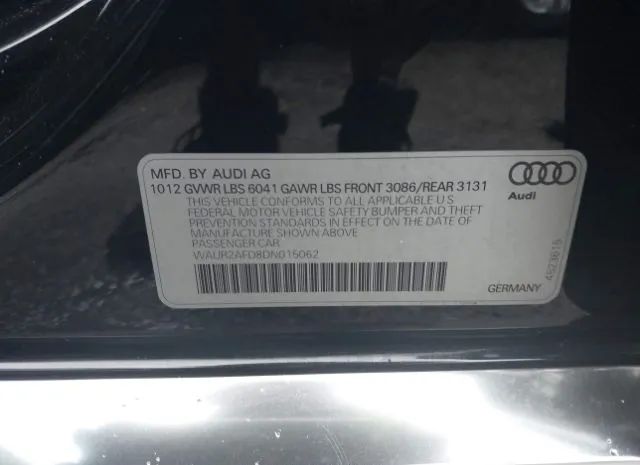 MFD. BY AUDI AG
1012 GVWR LBS 6041 GAWR LBS FRONT 3086/REAR 3131
THIS VEHICLE CONFORMS TO ALL APPLICABLE U S
FEDERAL MOTOR VEHICLE SAFETY BUMPER AND THEFT
PREVENTION STANDARDS IN EFFECT ON THE DATE OF
MANUFACTURE SHOWN ABOVE
PASSENGER CAR
WAUR2AFD8DN015062
Audi
4523615
GERMANY